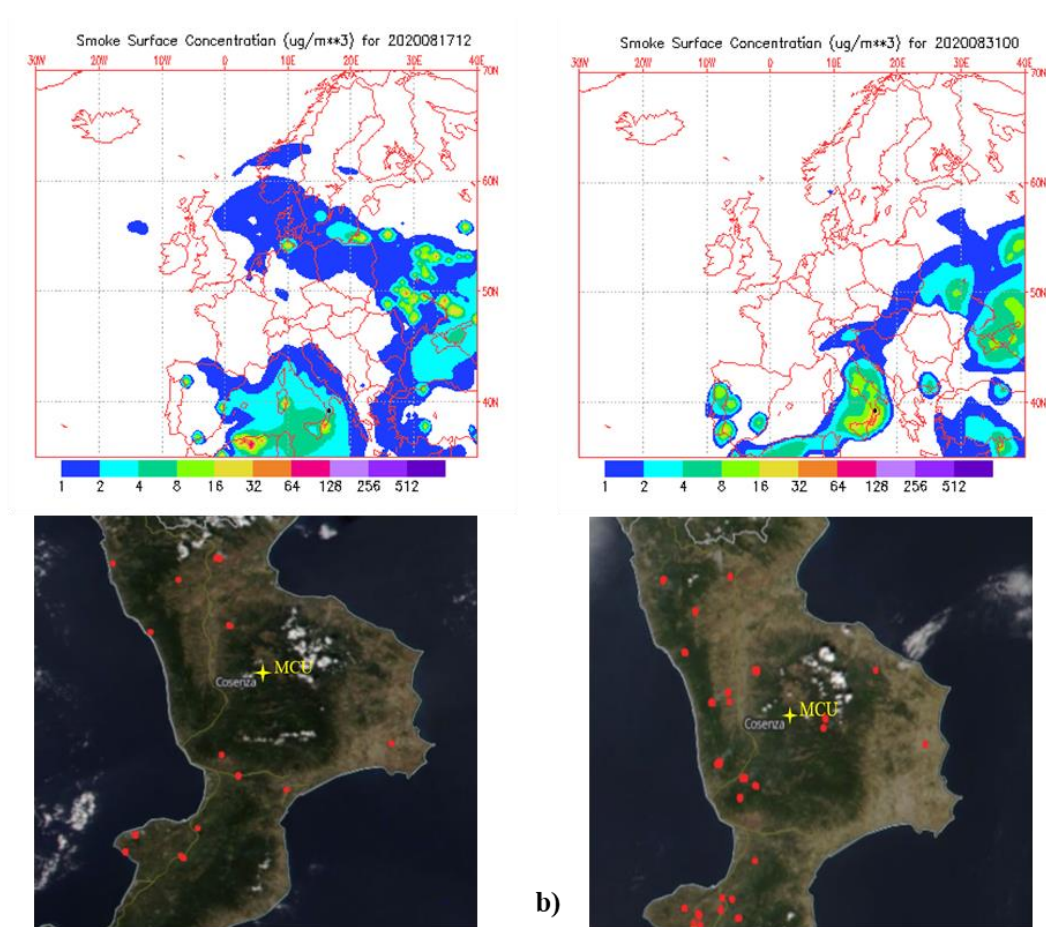 Smoke Surface Concentration (ug/m**3) for 2020081712
30W 20W 10W 0 10E 20E 30E 40E
70N
60N
50N
40N
1 2 4 8 16 32 64 128 256 512
Smoke Surface Concentration (ug/m**3) for 2020083100
30W 20W 10W 0 10E 20E 30E 40E
70N
60N
50N
40N
1 2 4 8 16 32 64 128 256 512
MCU
Cosenza
b)
MCU
Cosenza